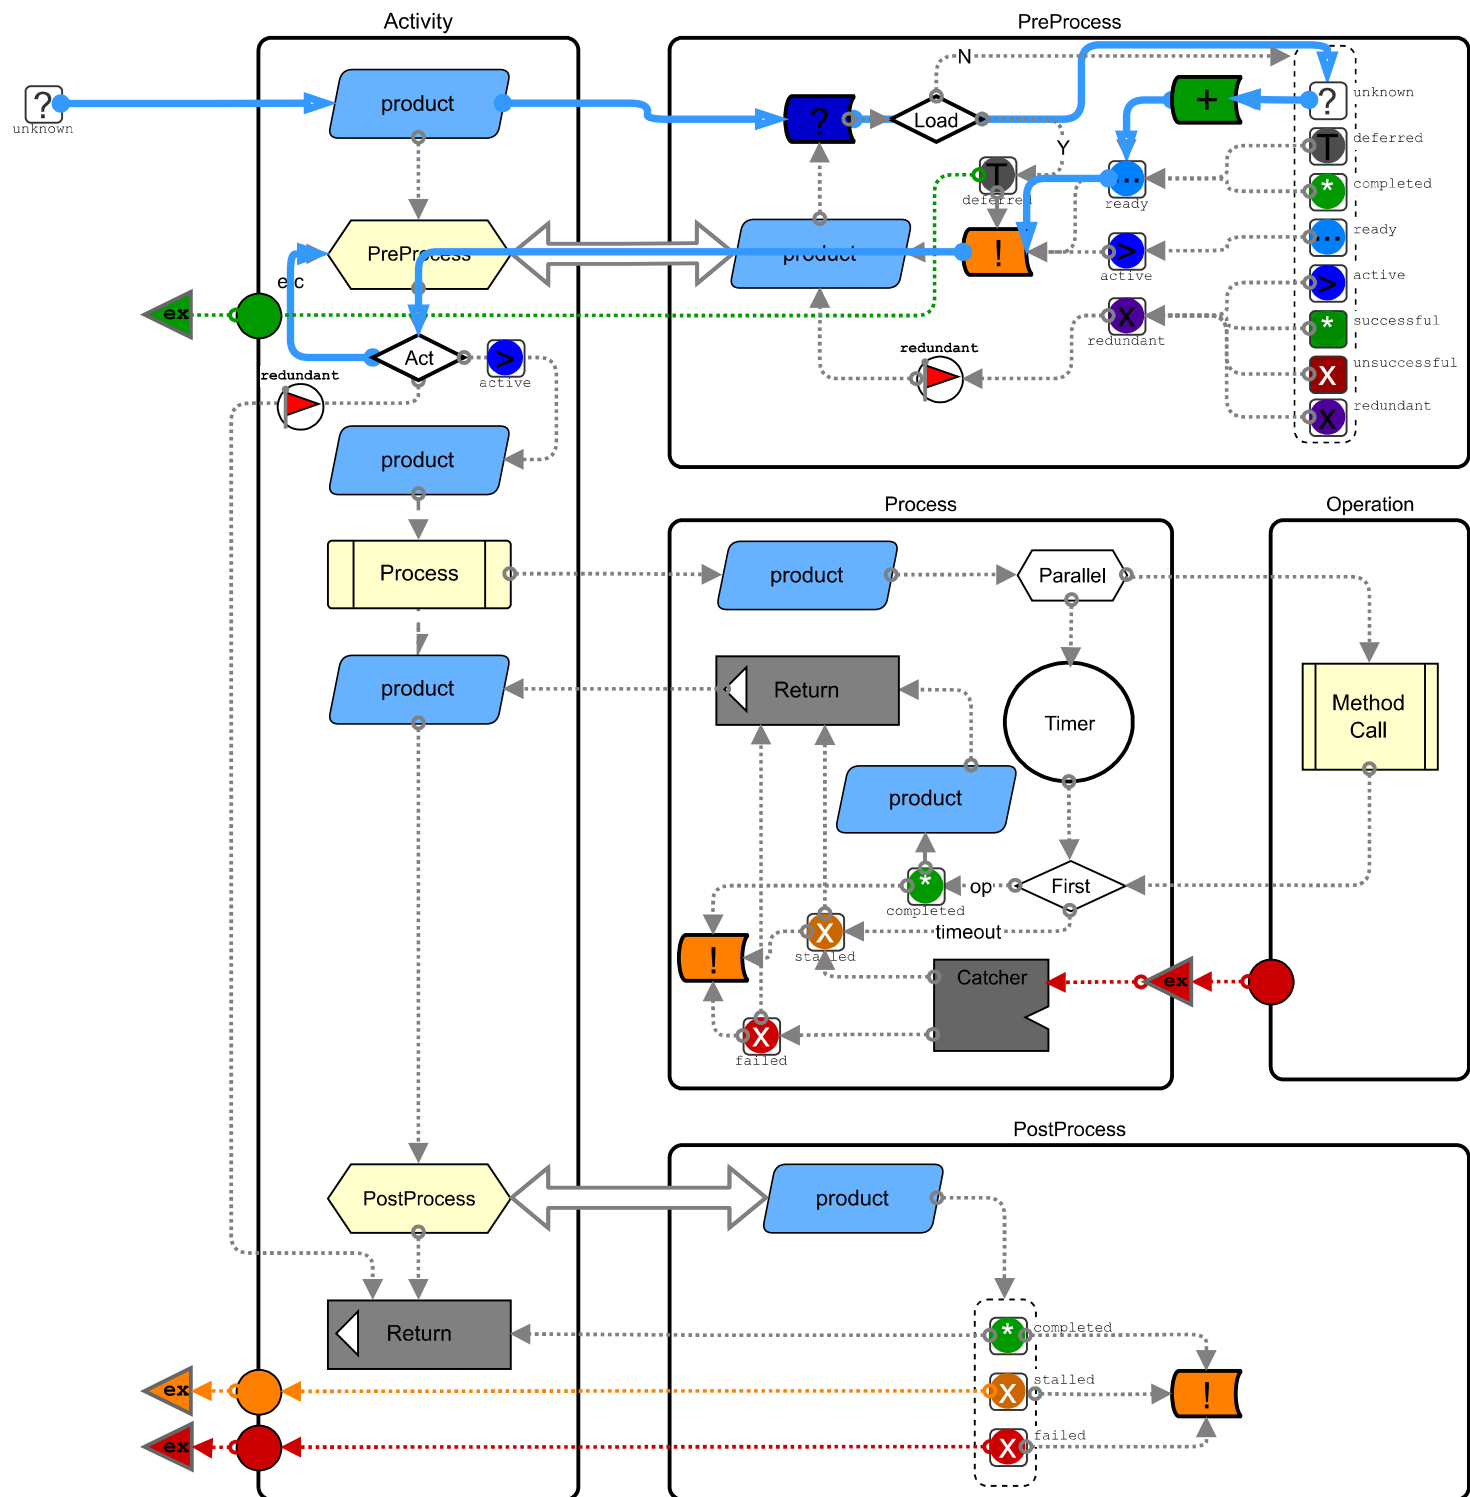 Activity
PreProcess
?
unknown
product
?
Load
N
Y
+
?
unknown
T
deferred
*
completed
...
ready
>
active
*
successful
x
unsuccessful
x
redundant
T
deferred
...
ready
PreProcess
product
!
>
active
etc
ex
x
redundant
Act
>
active
redundant
redundant
product
Process
Operation
Process
product
Parallel
product
Return
Timer
Method
Call
product
*
completed
op
First
x
stalled
timeout
!
Catcher
ex
x
failed
PostProcess
PostProcess
product
Return
*
completed
ex
x
stalled
!
ex
x
failed